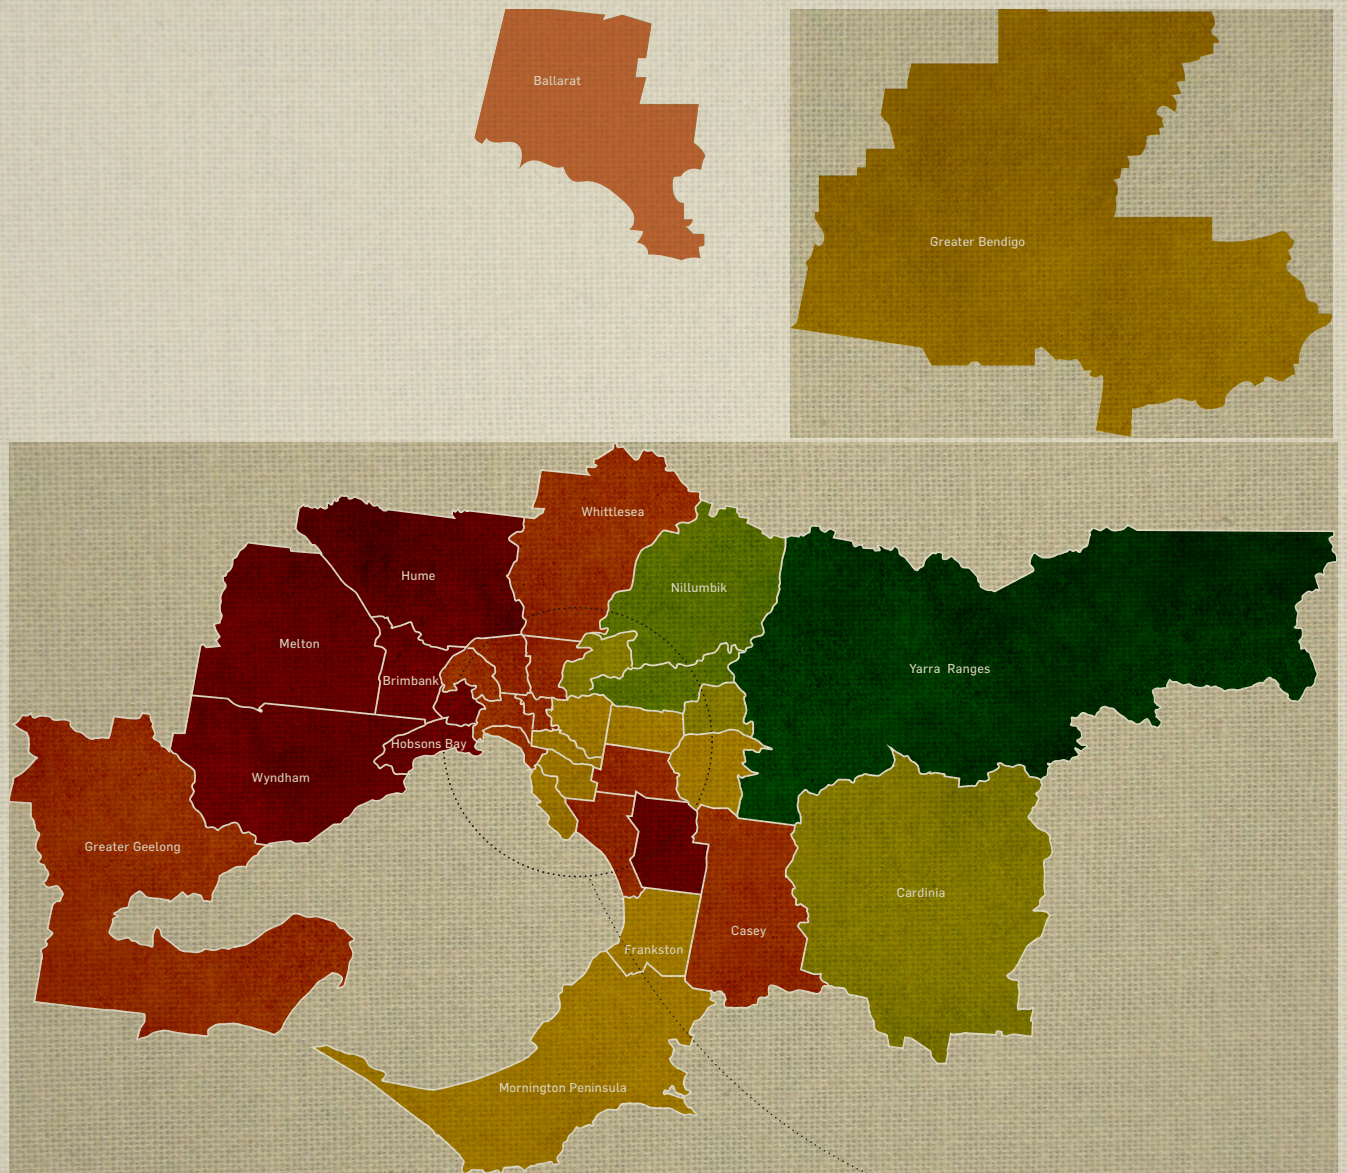 Ballarat
Greater Bendigo
Whittlesea
Hume
Nillumbik
Melton
Yarra Ranges
Brimbank
Hobsons Bay
Wyndham
Greater Geelong
Cardinia
Casey
Frankston
Mornington Peninsula